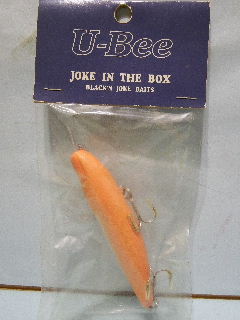 U-Bee
JOKE IN THE BOX
BLACK'N JOKE BAITS